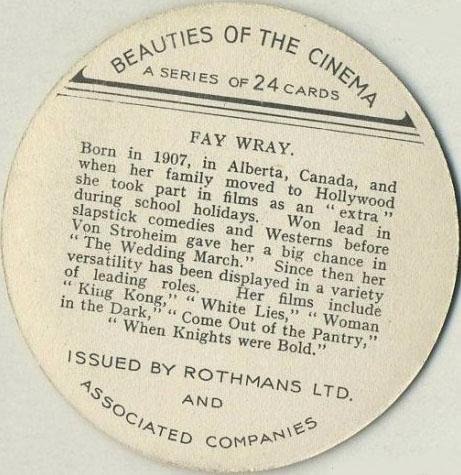 BEAUTIES OF THE CINEMA
A SERIES OF 24 CARDS
FAY WRAY.
Born in 1907, in Alberta, Canada, and
when her family moved to Hollywood
she took part in films as an "extra"
during school holidays. Won lead in
slapstick comedies and Westerns before
Von Stroheim gave her a big chance in
"The Wedding March." Since then her
versatility has been displayed in a variety
of leading roles. Her films include
"King Kong," "White Lies," "Woman
in the Dark," "Come Out of the Pantry,"
"When Knights were Bold."
ISSUED BY ROTHMANS LTD.
AND
ASSOCIATED COMPANIES